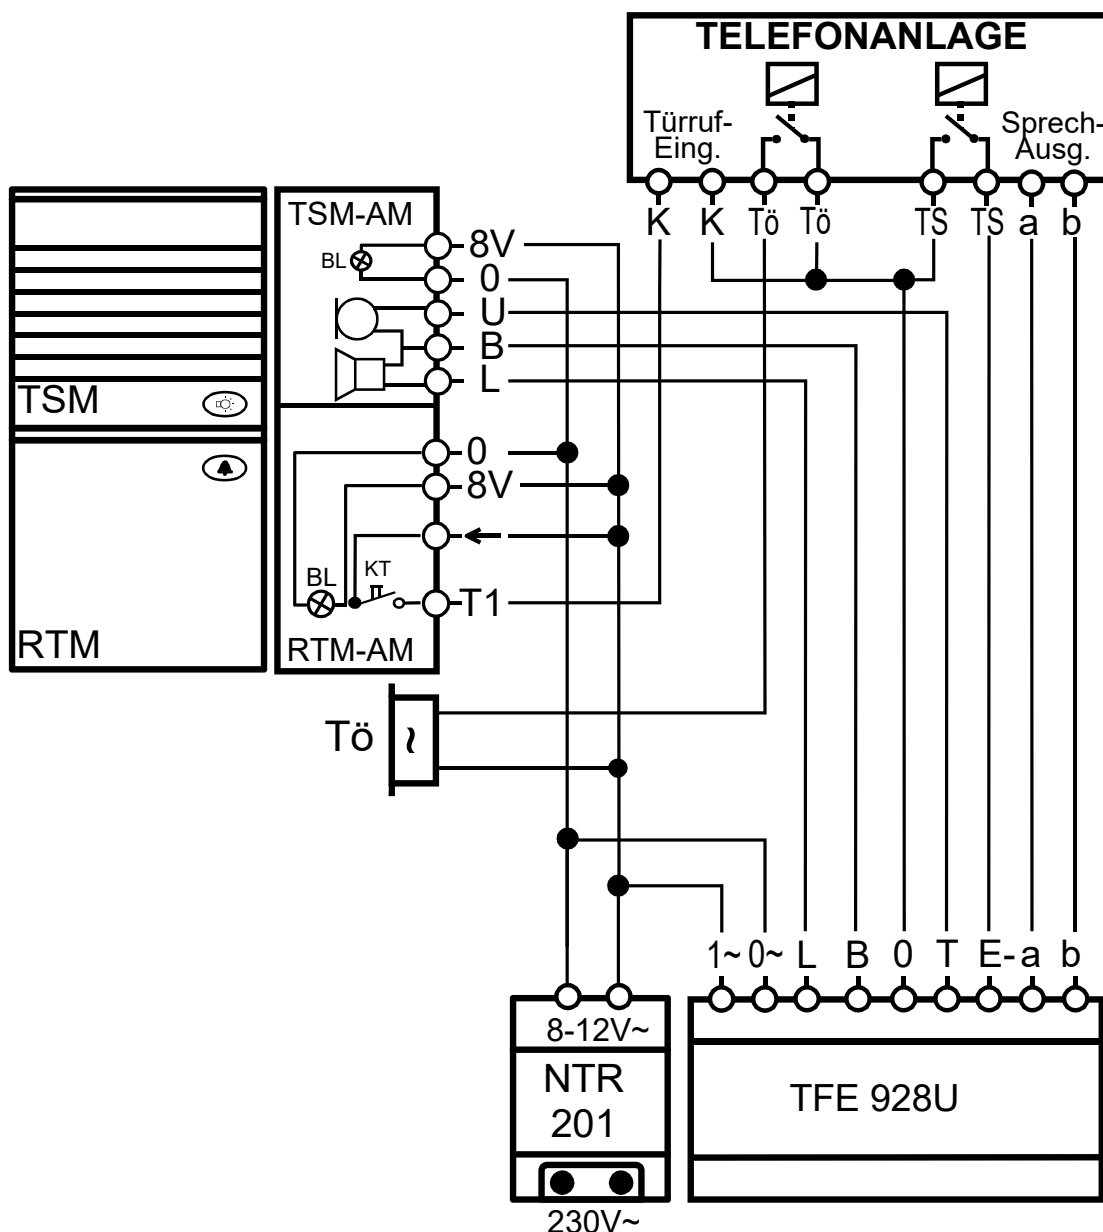 TELEFONANLAGE
Türruf-
Eing.
Sprech-
Ausg.
K K Tö Tö TS TS a b
TSM-AM
BL
8V
0
U
B
L
TSM
0
8V
BL
KT
T1
RTM
RTM-AM
Tö
~
1~ 0~ L B 0 T E- a b
8-12V~
NTR
201
230V~
TFE 928U